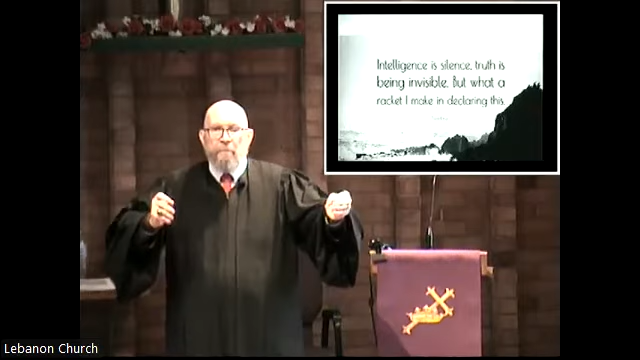 Intelligence is silence, truth is
being invisible. But what a
racket I make in declaring this.
Lebanon Church